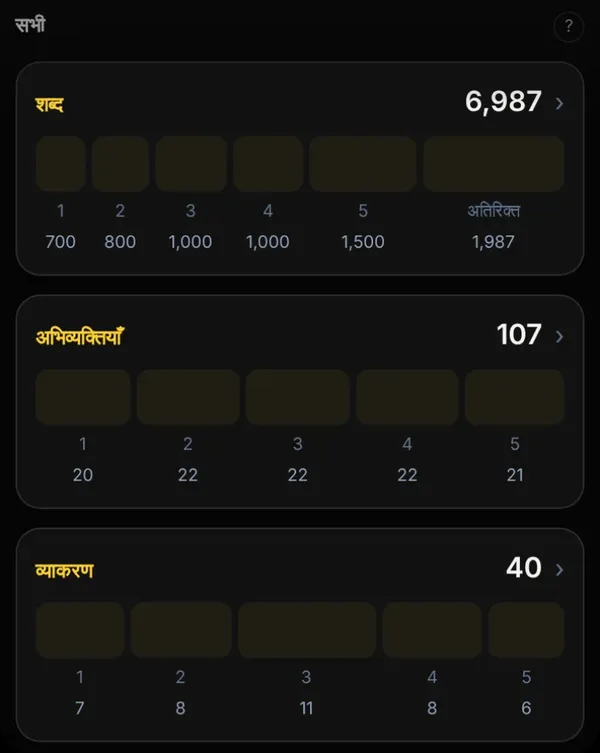 सभी ?
शब्द 6,987 ›
1 2 3 4 5 अतिरिक्त
700 800 1,000 1,000 1,500 1,987
अभिव्यक्तियाँ 107 ›
1 2 3 4 5
20 22 22 22 21
व्याकरण 40 ›
1 2 3 4 5
7 8 11 8 6